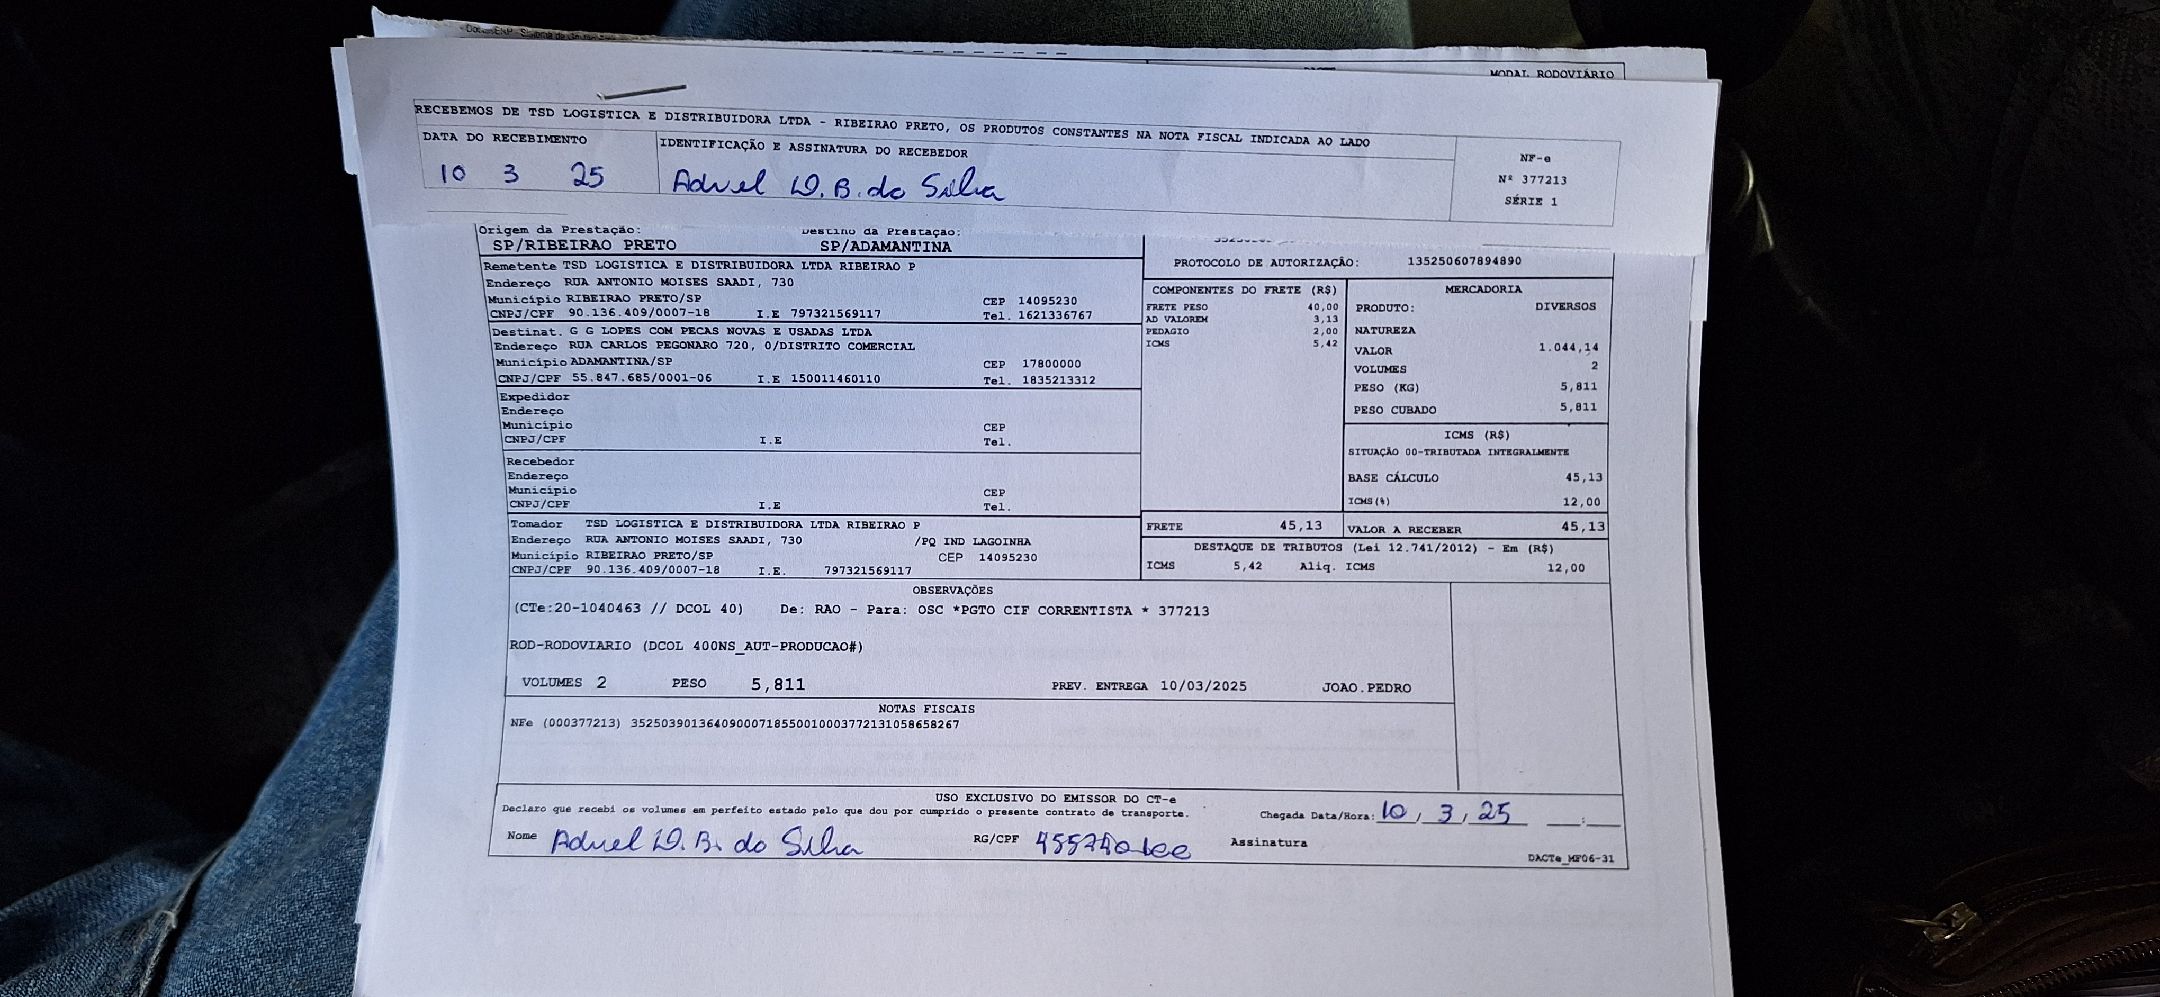 MODAL RODOVIÁRIO
RECEBEMOS DE TSD LOGISTICA E DISTRIBUIDORA LTDA - RIBEIRAO PRETO, OS PRODUTOS CONSTANTES NA NOTA FISCAL INDICADA AO LADO
DATA DO RECEBIMENTO
10 3 25
IDENTIFICAÇÃO E ASSINATURA DO RECEBEDOR
D. B. da Silva
NF-e
Nº 377213
SÉRIE 1
Origem da Prestação:
SP/RIBEIRAO PRETO
Destino da Prestação:
SP/ADAMANTINA
PROTOCOLO DE AUTORIZAÇÃO: 135250607894890
Remetente TSD LOGISTICA E DISTRIBUIDORA LTDA RIBEIRAO P
Endereço RUA ANTONIO MOISES SAADI, 730
Município RIBEIRAO PRETO/SP CEP 14095230
CNPJ/CPF 90.136.409/0007-18 I.E 797321569117 Tel. 1621336767
Destinat. G G LOPES COM PECAS NOVAS E USADAS LTDA
Endereço RUA CARLOS PEGONARO 720, 0/DISTRITO COMERCIAL
Município ADAMANTINA/SP CEP 17800000
CNPJ/CPF 55.847.685/0001-06 I.E 150011460110 Tel. 1835213312
Expedidor
Endereço
Município CEP
CNPJ/CPF I.E Tel.
Recebedor
Endereço
Município CEP
CNPJ/CPF I.E Tel.
Tomador TSD LOGISTICA E DISTRIBUIDORA LTDA RIBEIRAO P
Endereço RUA ANTONIO MOISES SAADI, 730 /PQ IND LAGOINHA
Município RIBEIRAO PRETO/SP CEP 14095230
CNPJ/CPF 90.136.409/0007-18 I.E. 797321569117
COMPONENTES DO FRETE (R$)
FRETE PESO 40,00
AD VALOREM 3,13
PEDAGIO 2,00
ICMS 5,42
MERCADORIA
PRODUTO: DIVERSOS
NATUREZA
VALOR 1.044,14
VOLUMES 2
PESO (KG) 5,811
PESO CUBADO 5,811
ICMS (R$)
SITUAÇÃO 00-TRIBUTADA INTEGRALMENTE
BASE CÁLCULO 45,13
ICMS(%) 12,00
FRETE 45,13
VALOR A RECEBER 45,13
DESTAQUE DE TRIBUTOS (Lei 12.741/2012) - Em (R$)
ICMS 5,42 Aliq. ICMS 12,00
OBSERVAÇÕES
(CTe:20-1040463 // DCOL 40) De: RAO - Para: OSC *PGTO CIF CORRENTISTA * 377213
ROD-RODOVIARIO (DCOL 400NS_AUT-PRODUCAO#)
VOLUMES 2 PESO 5,811 PREV. ENTREGA 10/03/2025 JOAO.PEDRO
NOTAS FISCAIS
NFe (000377213) 35250390136409000718550010003772131058658267
USO EXCLUSIVO DO EMISSOR DO CT-e
Declaro que recebi os volumes em perfeito estado pelo que dou por cumprido o presente contrato de transporte.
Chegada Data/Hora: 10 / 3 / 25 __:__
Nome D. B. da Silva RG/CPF Assinatura
DACTe_MF06-31